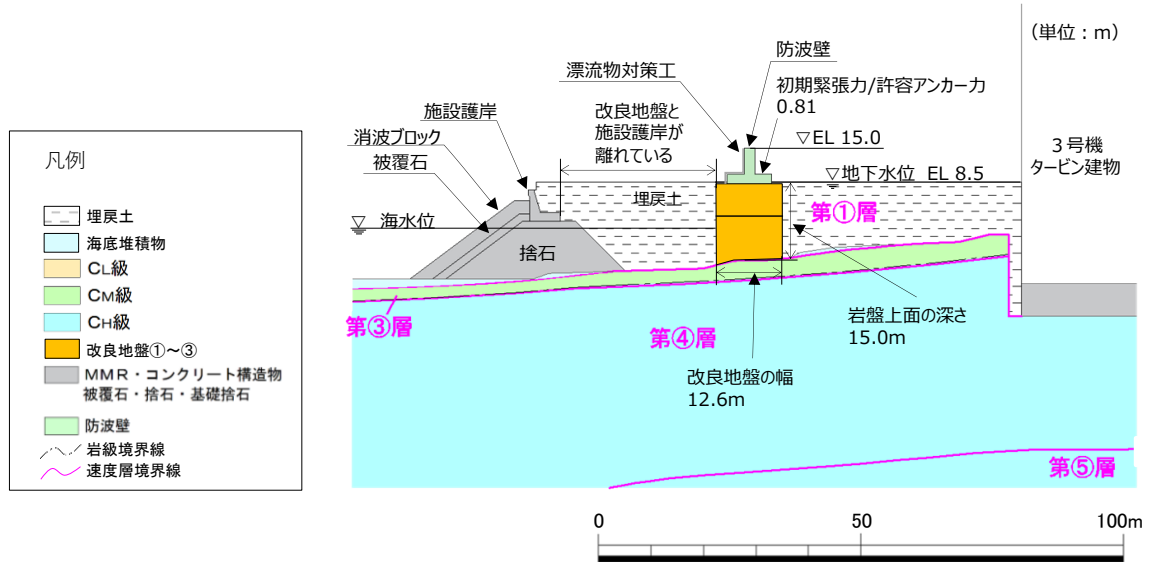 (単位：m)
防波壁
漂流物対策工
初期緊張力/許容アンカー力
0.81
改良地盤と
施設護岸が
離れている
施設護岸
消波ブロック
被覆石
▽EL 15.0
▽地下水位 EL 8.5
3号機
タービン建物
▽ 海水位
埋戻土
捨石
第①層
第③層
第④層
岩盤上面の深さ
15.0m
改良地盤の幅
12.6m
第⑤層
凡例
埋戻土
海底堆積物
CL級
CM級
CH級
改良地盤①～③
MMR・コンクリート構造物
被覆石・捨石・基礎捨石
防波壁
岩級境界線
速度層境界線
0 50 100m